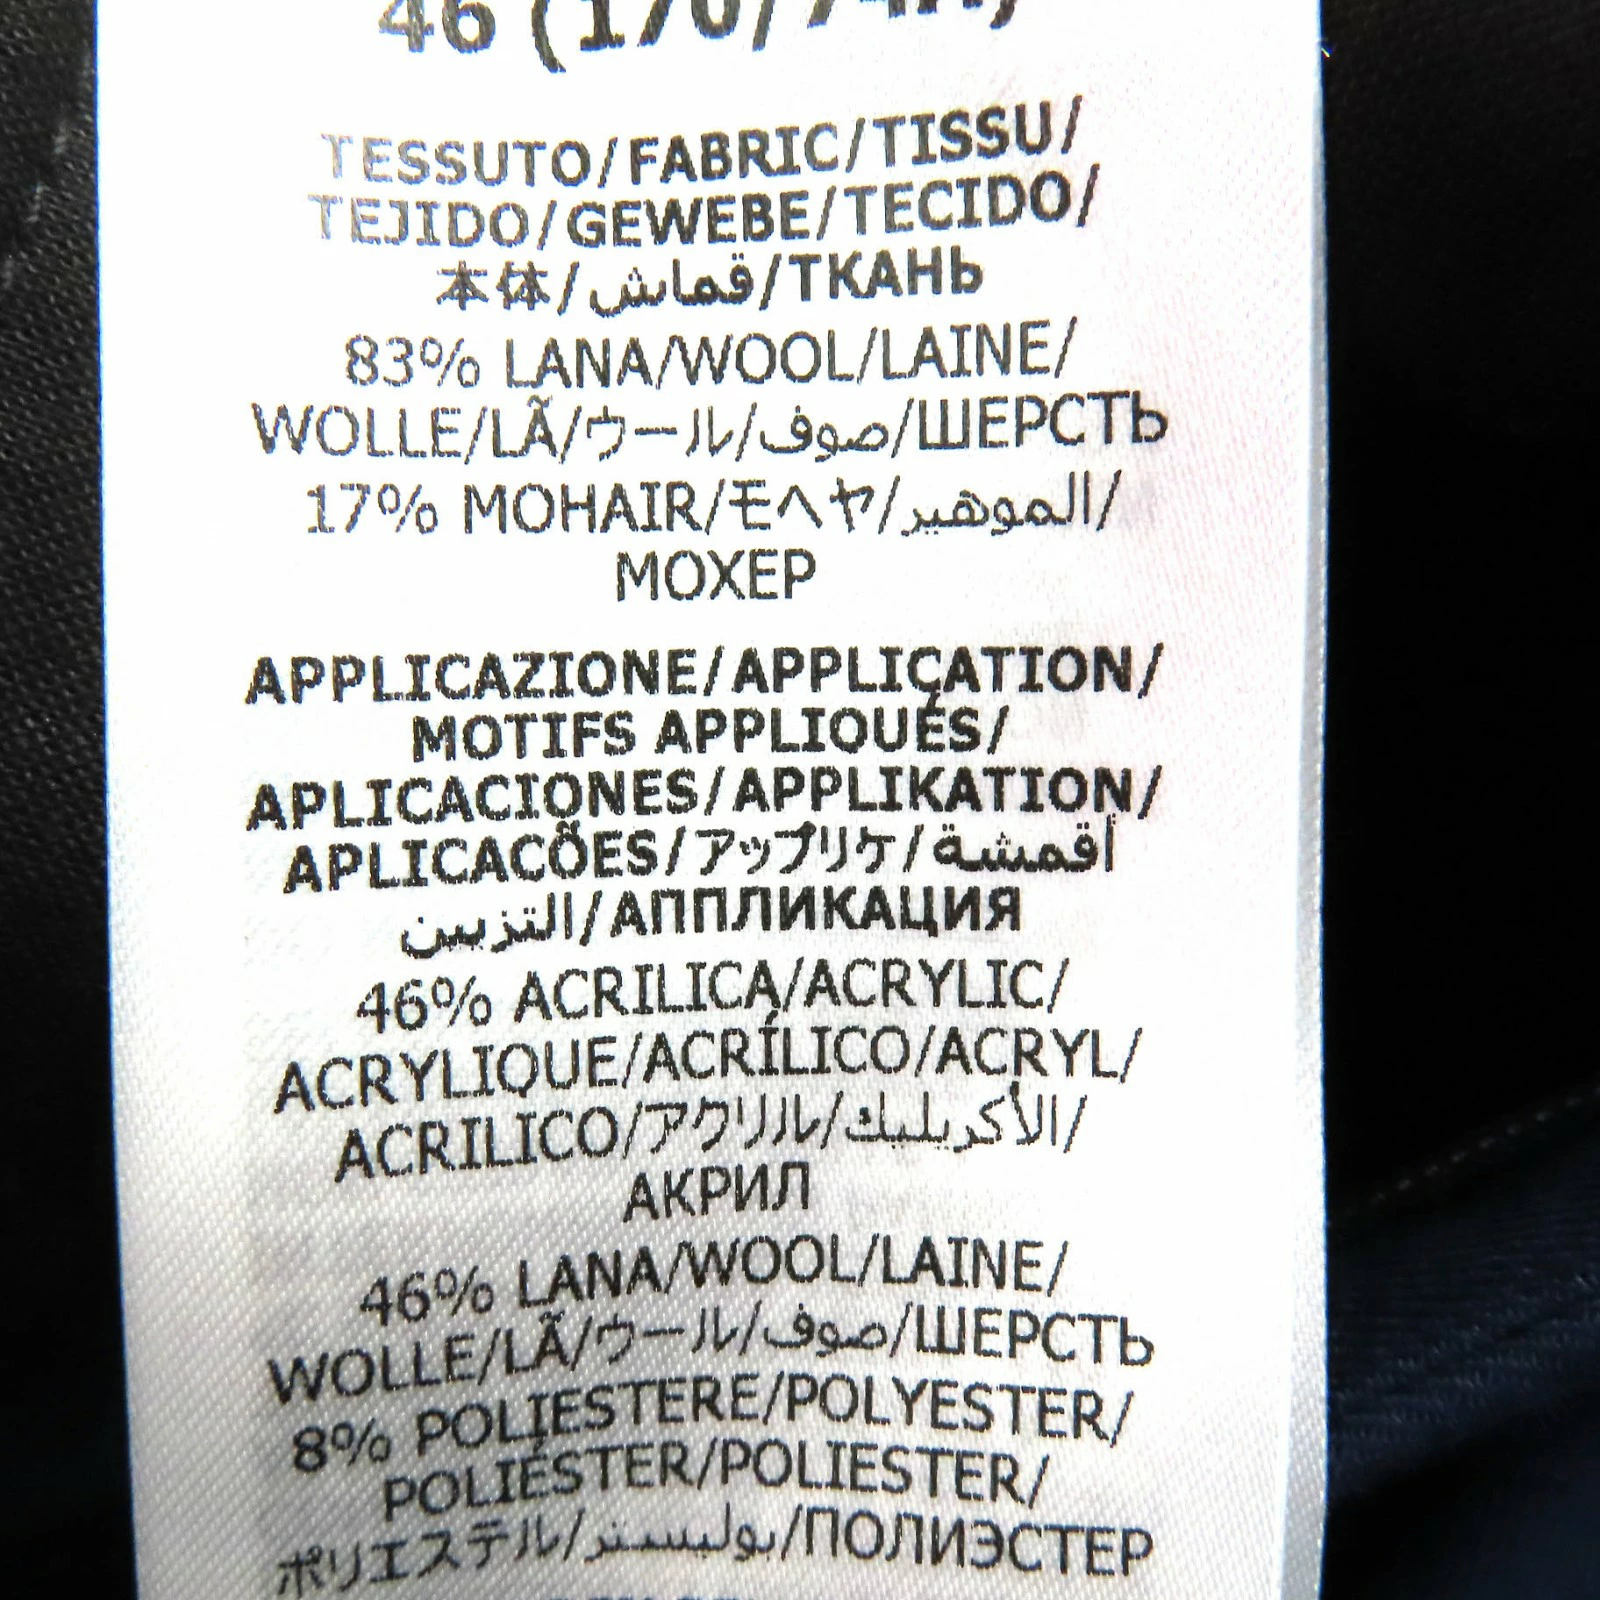 46 (170/74A)
TESSUTO/FABRIC/TISSU/
TEJIDO/GEWEBE/TECIDO/
本体/قماش/ТКАНЬ
83% LANA/WOOL/LAINE/
WOLLE/LÃ/ウール/صوف/ШЕРСТЬ
17% MOHAIR/モヘヤ/الموهير/
МОХЕР
APPLICAZIONE/APPLICATION/
MOTIFS APPLIQUÉS/
APLICACIONES/APPLIKATION/
APLICACÕES/アップリケ/أقمشة
التزيين/АППЛИКАЦИЯ
46% ACRILICA/ACRYLIC/
ACRYLIQUE/ACRÍLICO/ACRYL/
ACRILICO/アクリル/الأكريليك/
АКРИЛ
46% LANA/WOOL/LAINE/
WOLLE/LÃ/ウール/صوف/ШЕРСТЬ
8% POLIESTERE/POLYESTER/
POLIÉSTER/POLIESTER/
ポリエステル/بوليستر/ПОЛИЭСТЕР